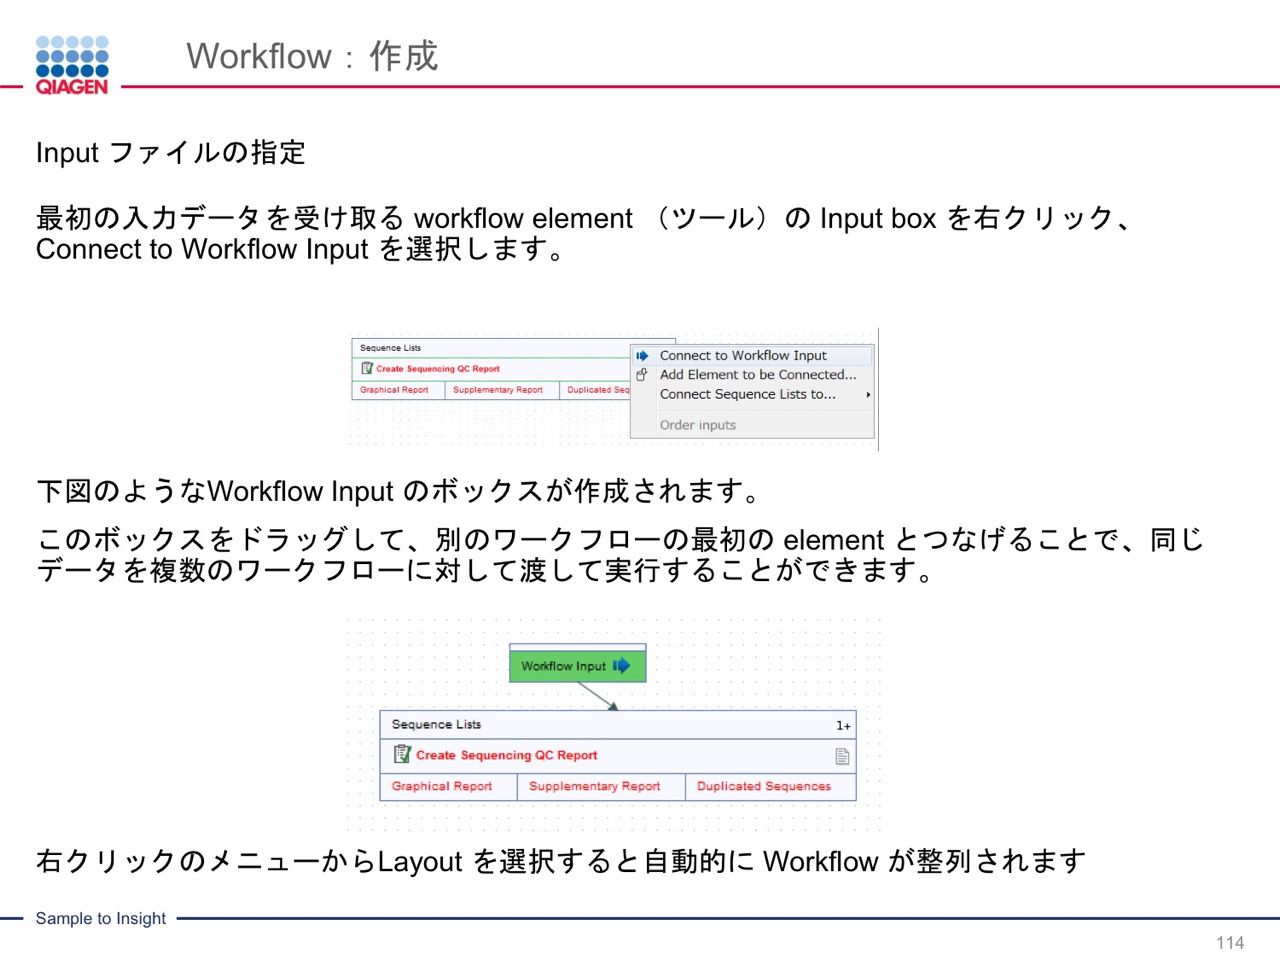 QIAGEN
Workflow：作成
Input ファイルの指定
最初の入力データを受け取る workflow element （ツール）の Input box を右クリック、
Connect to Workflow Input を選択します。
Sequence Lists
Create Sequencing QC Report
Graphical Report Supplementary Report Duplicated Seq
Connect to Workflow Input
Add Element to be Connected...
Connect Sequence Lists to...
Order inputs
下図のようなWorkflow Input のボックスが作成されます。
このボックスをドラッグして、別のワークフローの最初の element とつなげることで、同じ
データを複数のワークフローに対して渡して実行することができます。
Workflow Input
Sequence Lists 1+
Create Sequencing QC Report
Graphical Report Supplementary Report Duplicated Sequences
右クリックのメニューからLayout を選択すると自動的に Workflow が整列されます
Sample to Insight
114